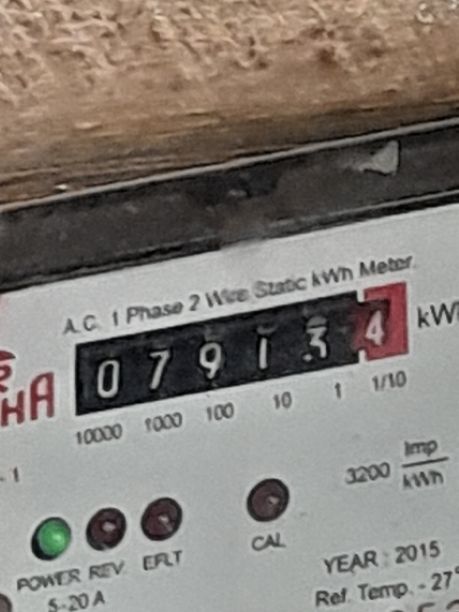 A.C. 1 Phase 2 Wire Static kWh Meter.
0 7 9 1 3 4 kW
HA
10000 1000 100 10 1 1/10
3200 Imp/kWh
POWER REV. EFLT CAL
5-20 A
YEAR : 2015
Ref. Temp. - 27°